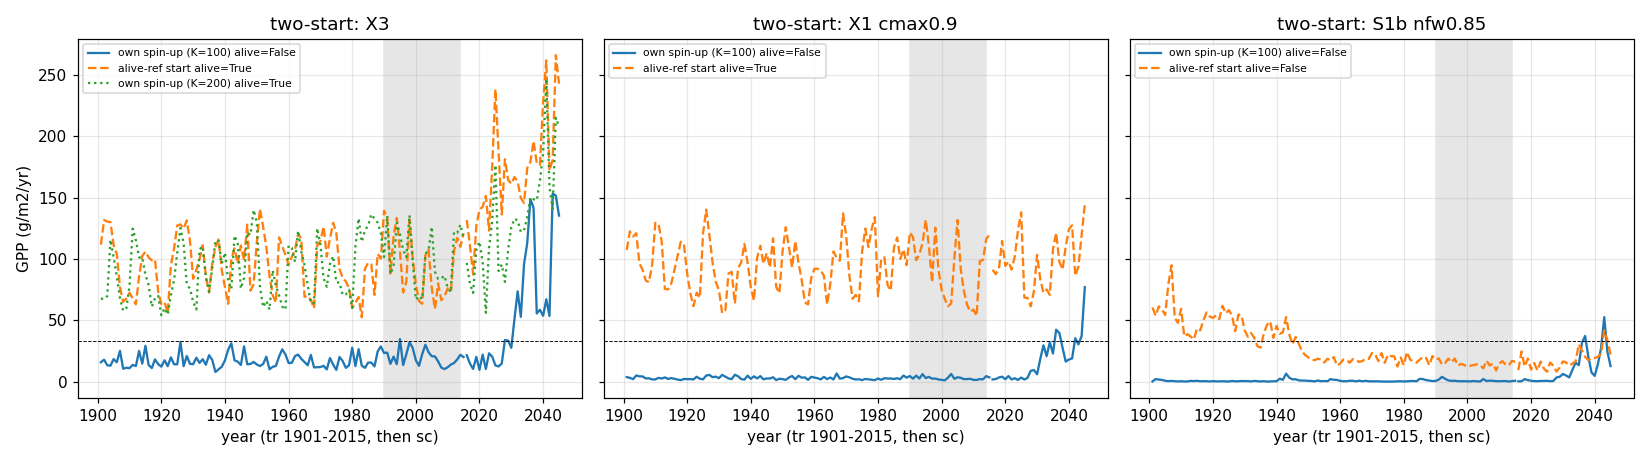 two-start: X3
two-start: X1 cmax0.9
two-start: S1b nfw0.85
own spin-up (K=100) alive=False
alive-ref start alive=True
own spin-up (K=200) alive=True
own spin-up (K=100) alive=False
alive-ref start alive=True
own spin-up (K=100) alive=False
alive-ref start alive=False
GPP (g/m2/yr)
250
200
150
100
50
0
1900 1920 1940 1960 1980 2000 2020 2040
1900 1920 1940 1960 1980 2000 2020 2040
1900 1920 1940 1960 1980 2000 2020 2040
year (tr 1901-2015, then sc)
year (tr 1901-2015, then sc)
year (tr 1901-2015, then sc)